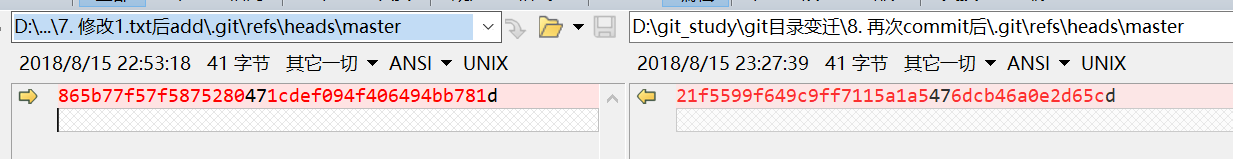 D:\...\7. 修改1.txt后add\.git\refs\heads\master
D:\git_study\git目录变迁\8. 再次commit后\.git\refs\heads\master
2018/8/15 22:53:18 41 字节 其它一切 ANSI UNIX
2018/8/15 23:27:39 41 字节 其它一切 ANSI UNIX
865b77f57f5875280471cdef094f406494bb781d
21f5599f649c9ff7115a1a5476dcb46a0e2d65cd